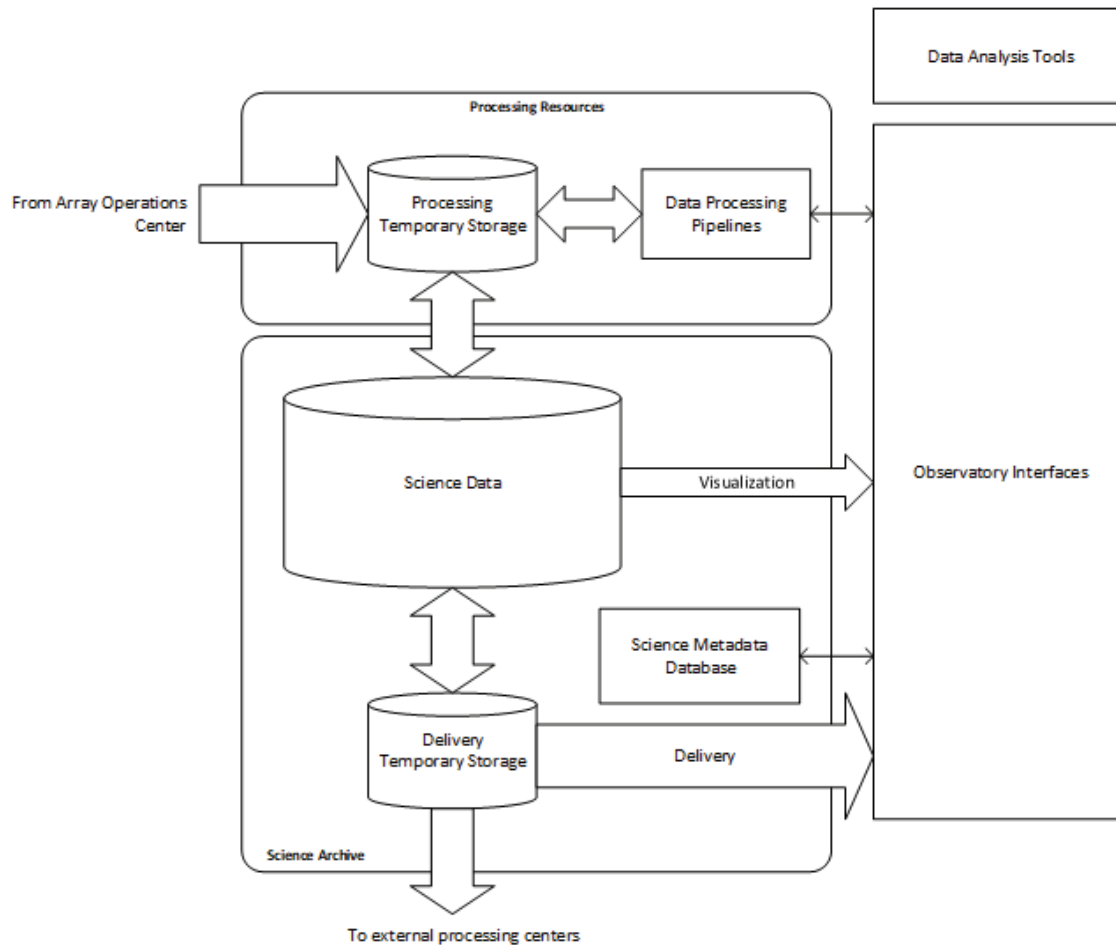 Data Analysis Tools
Processing Resources
From Array Operations
Center
Processing
Temporary Storage
Data Processing
Pipelines
Science Data
Visualization
Observatory Interfaces
Science Metadada
Database
Delivery
Temporary Storage
Delivery
Science Archive
To external processing centers